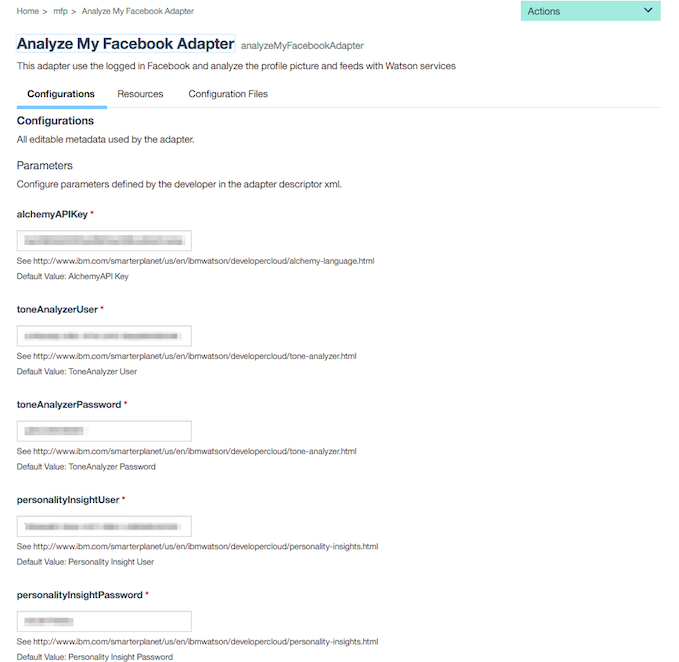 Home > mfp > Analyze My Facebook Adapter
Actions
Analyze My Facebook Adapter analyzeMyFacebookAdapter
This adapter use the logged in Facebook and analyze the profile picture and feeds with Watson services
Configurations Resources Configuration Files
Configurations
All editable metadata used by the adapter.
Parameters
Configure parameters defined by the developer in the adapter descriptor xml.
alchemyAPIKey *
See http://www.ibm.com/smarterplanet/us/en/ibmwatson/developercloud/alchemy-language.html
Default Value: AlchemyAPI Key
toneAnalyzerUser *
See http://www.ibm.com/smarterplanet/us/en/ibmwatson/developercloud/tone-analyzer.html
Default Value: ToneAnalyzer User
toneAnalyzerPassword *
See http://www.ibm.com/smarterplanet/us/en/ibmwatson/developercloud/tone-analyzer.html
Default Value: ToneAnalyzer Password
personalityInsightUser *
See http://www.ibm.com/smarterplanet/us/en/ibmwatson/developercloud/personality-insights.html
Default Value: Personality Insight User
personalityInsightPassword *
See http://www.ibm.com/smarterplanet/us/en/ibmwatson/developercloud/personality-insights.html
Default Value: Personality Insight Password